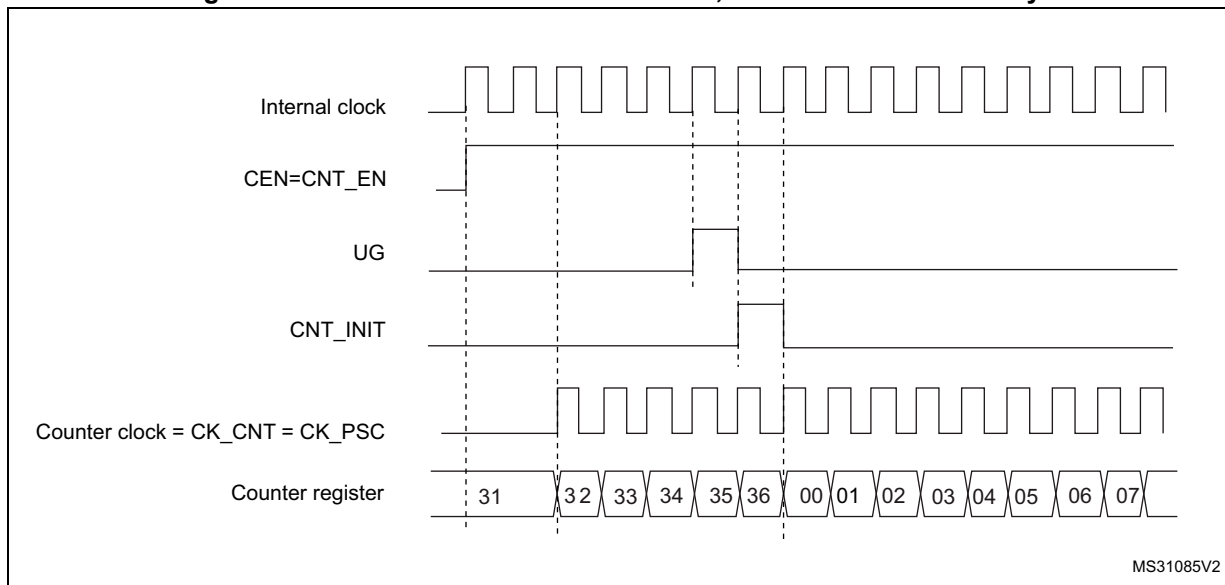 Internal clock
CEN=CNT_EN
UG
CNT_INIT
Counter clock = CK_CNT = CK_PSC
Counter register 31 32 33 34 35 36 00 01 02 03 04 05 06 07
MS31085V2